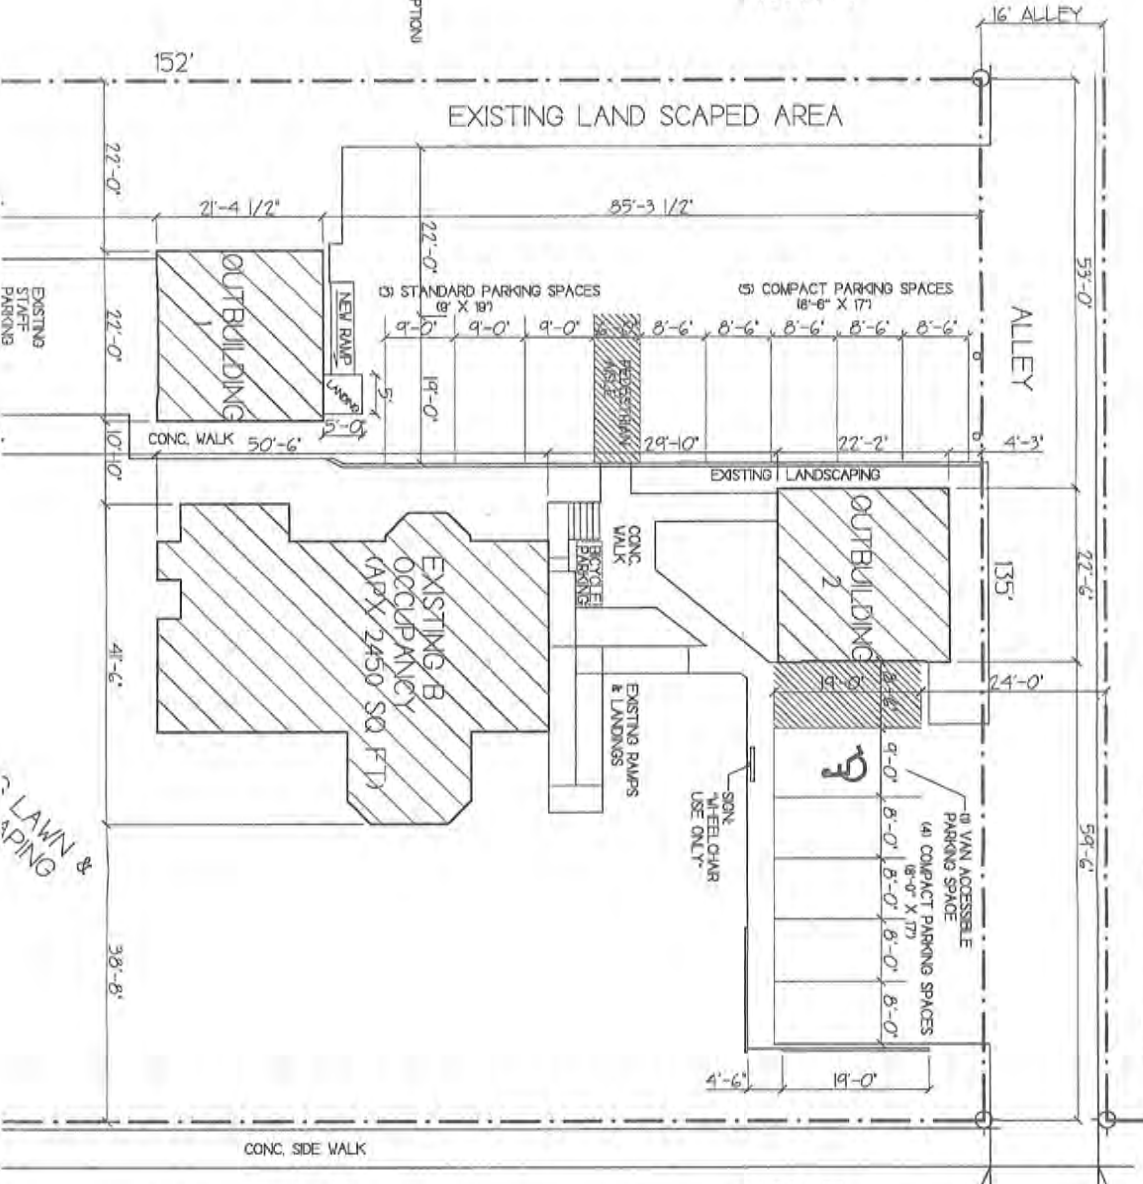 PTION)
16' ALLEY
152'
EXISTING LAND SCAPED AREA
22'-0"
21'-4 1/2"
85'-3 1/2"
22'-0"
53'-0"
ALLEY
OUTBUILDING
1
NEW RAMP
LANDING
EXISTING
STAFF
PARKING
22'-0"
(3) STANDARD PARKING SPACES
(9' X 19')
(5) COMPACT PARKING SPACES
(8'-6" X 17')
9'-0" 9'-0" 9'-0" 8'-6" 8'-6" 8'-6" 8'-6" 8'-6"
PEDESTRIAN
19'-0"
5'
5'-0"
CONC. WALK
50'-6"
29'-10"
22'-2"
4'-3"
10'-10"
EXISTING LANDSCAPING
CONC.
WALK
BICYCLE
PARKING
OUTBUILDING
2
135'
22'-6"
EXISTING B
OCCUPANCY
(APX 2450 SQ FT)
41'-6"
EXISTING RAMPS
& LANDINGS
19'-0"
8'-6"
24'-0"
9'-0"
8'-0"
8'-0"
8'-0"
8'-0"
SIGN:
"WHEELCHAIR
USE ONLY"
(1) VAN ACCESSIBLE
PARKING SPACE
(4) COMPACT PARKING SPACES
(8'-0" X 17')
59'-6"
LAWN &
APING
38'-8"
4'-6"
19'-0"
CONC. SIDE WALK